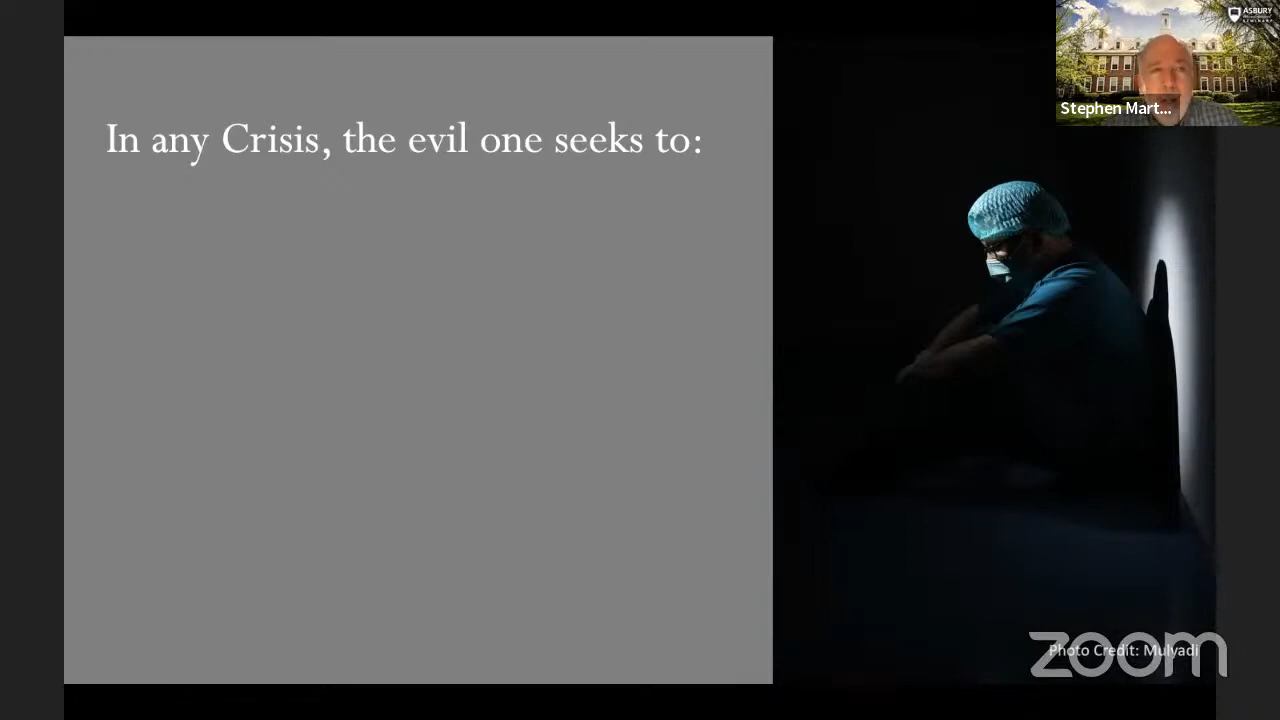 ASBURY
Stephen Mart...
In any Crisis, the evil one seeks to:
Photo Credit: Mulyadi
zoom